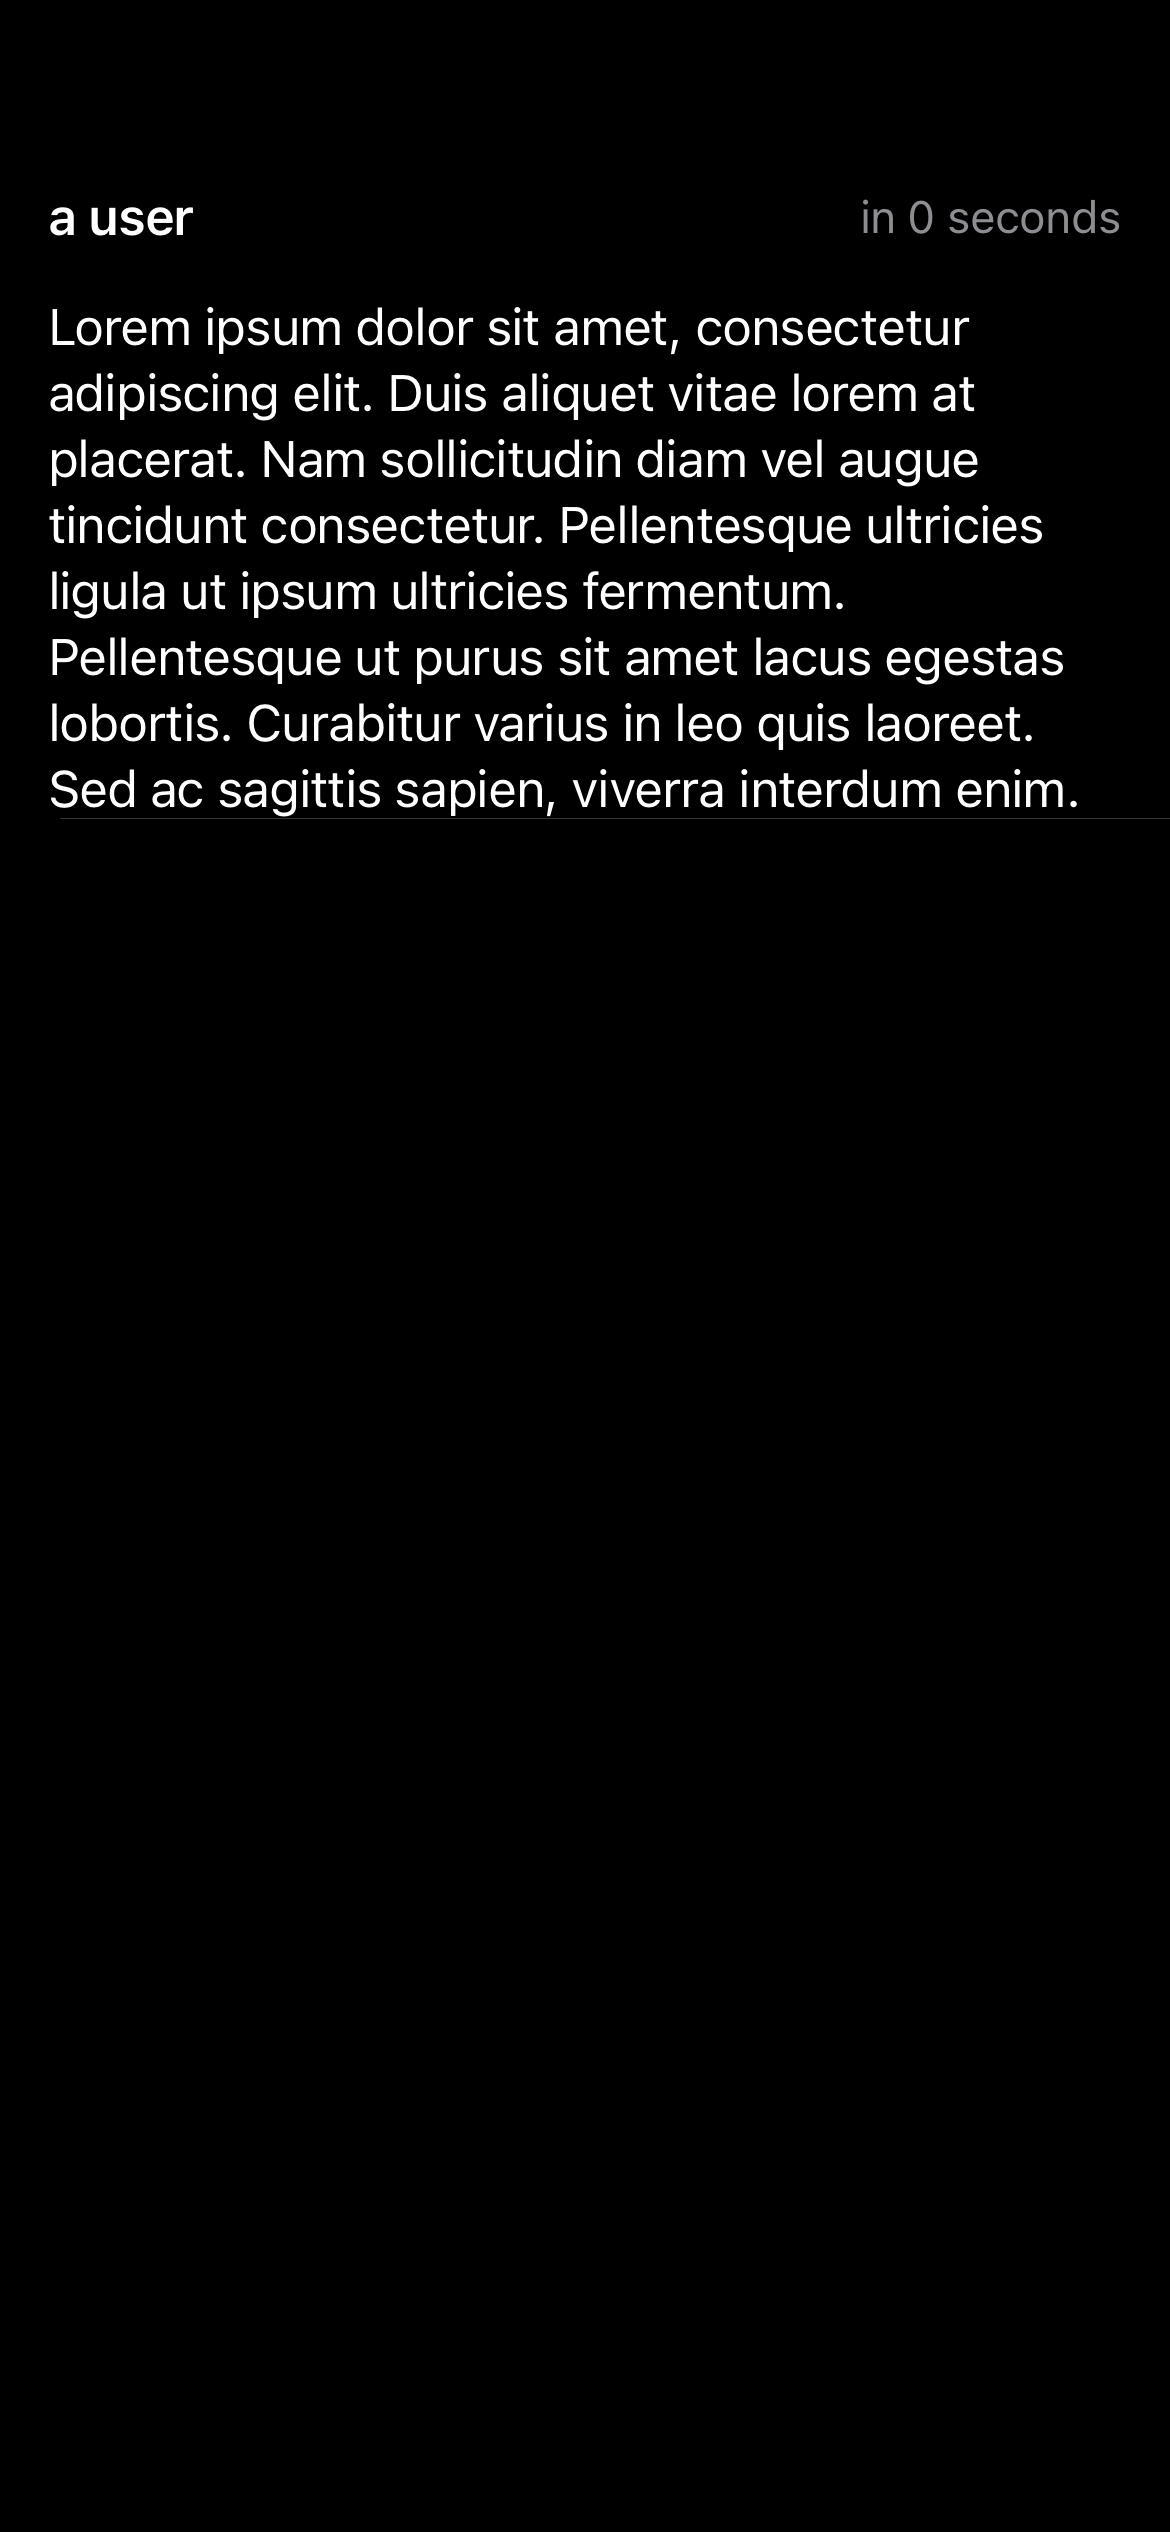 a user
in 0 seconds
Lorem ipsum dolor sit amet, consectetur
adipiscing elit. Duis aliquet vitae lorem at
placerat. Nam sollicitudin diam vel augue
tincidunt consectetur. Pellentesque ultricies
ligula ut ipsum ultricies fermentum.
Pellentesque ut purus sit amet lacus egestas
lobortis. Curabitur varius in leo quis laoreet.
Sed ac sagittis sapien, viverra interdum enim.